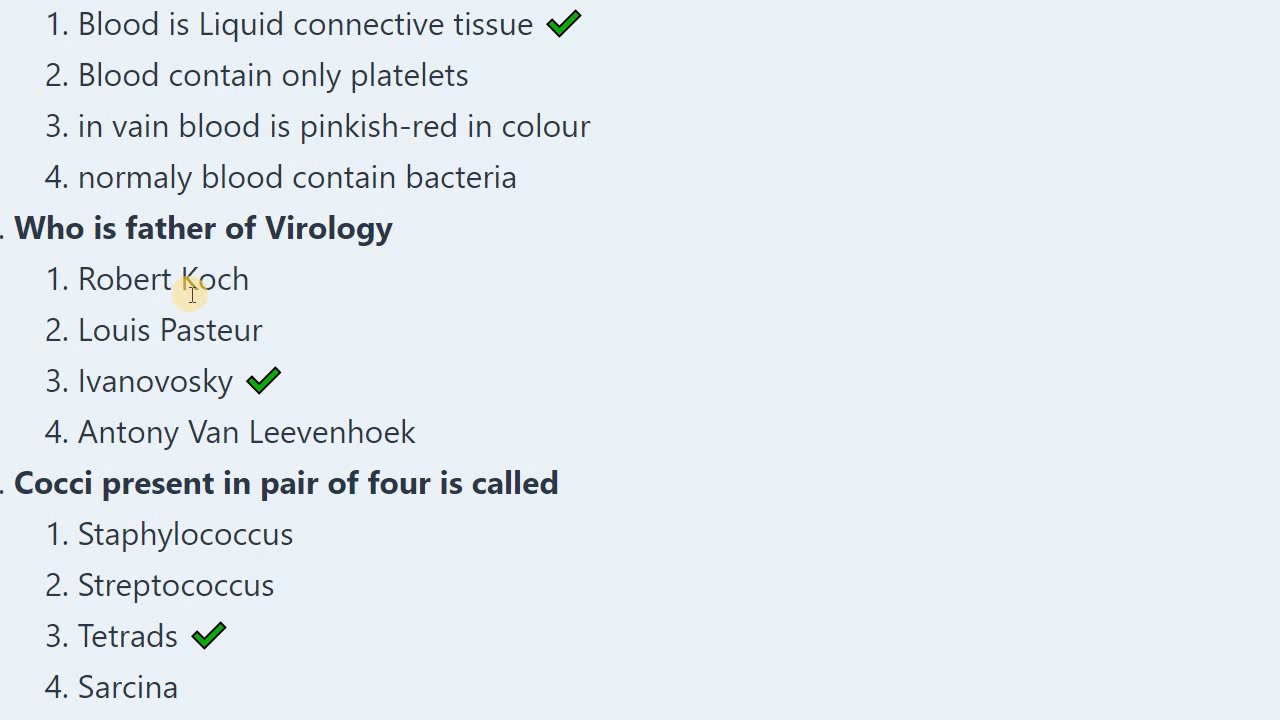 1. Blood is Liquid connective tissue
2. Blood contain only platelets
3. in vain blood is pinkish-red in colour
4. normaly blood contain bacteria
. Who is father of Virology
1. Robert Koch
2. Louis Pasteur
3. Ivanovosky
4. Antony Van Leevenhoek
. Cocci present in pair of four is called
1. Staphylococcus
2. Streptococcus
3. Tetrads
4. Sarcina